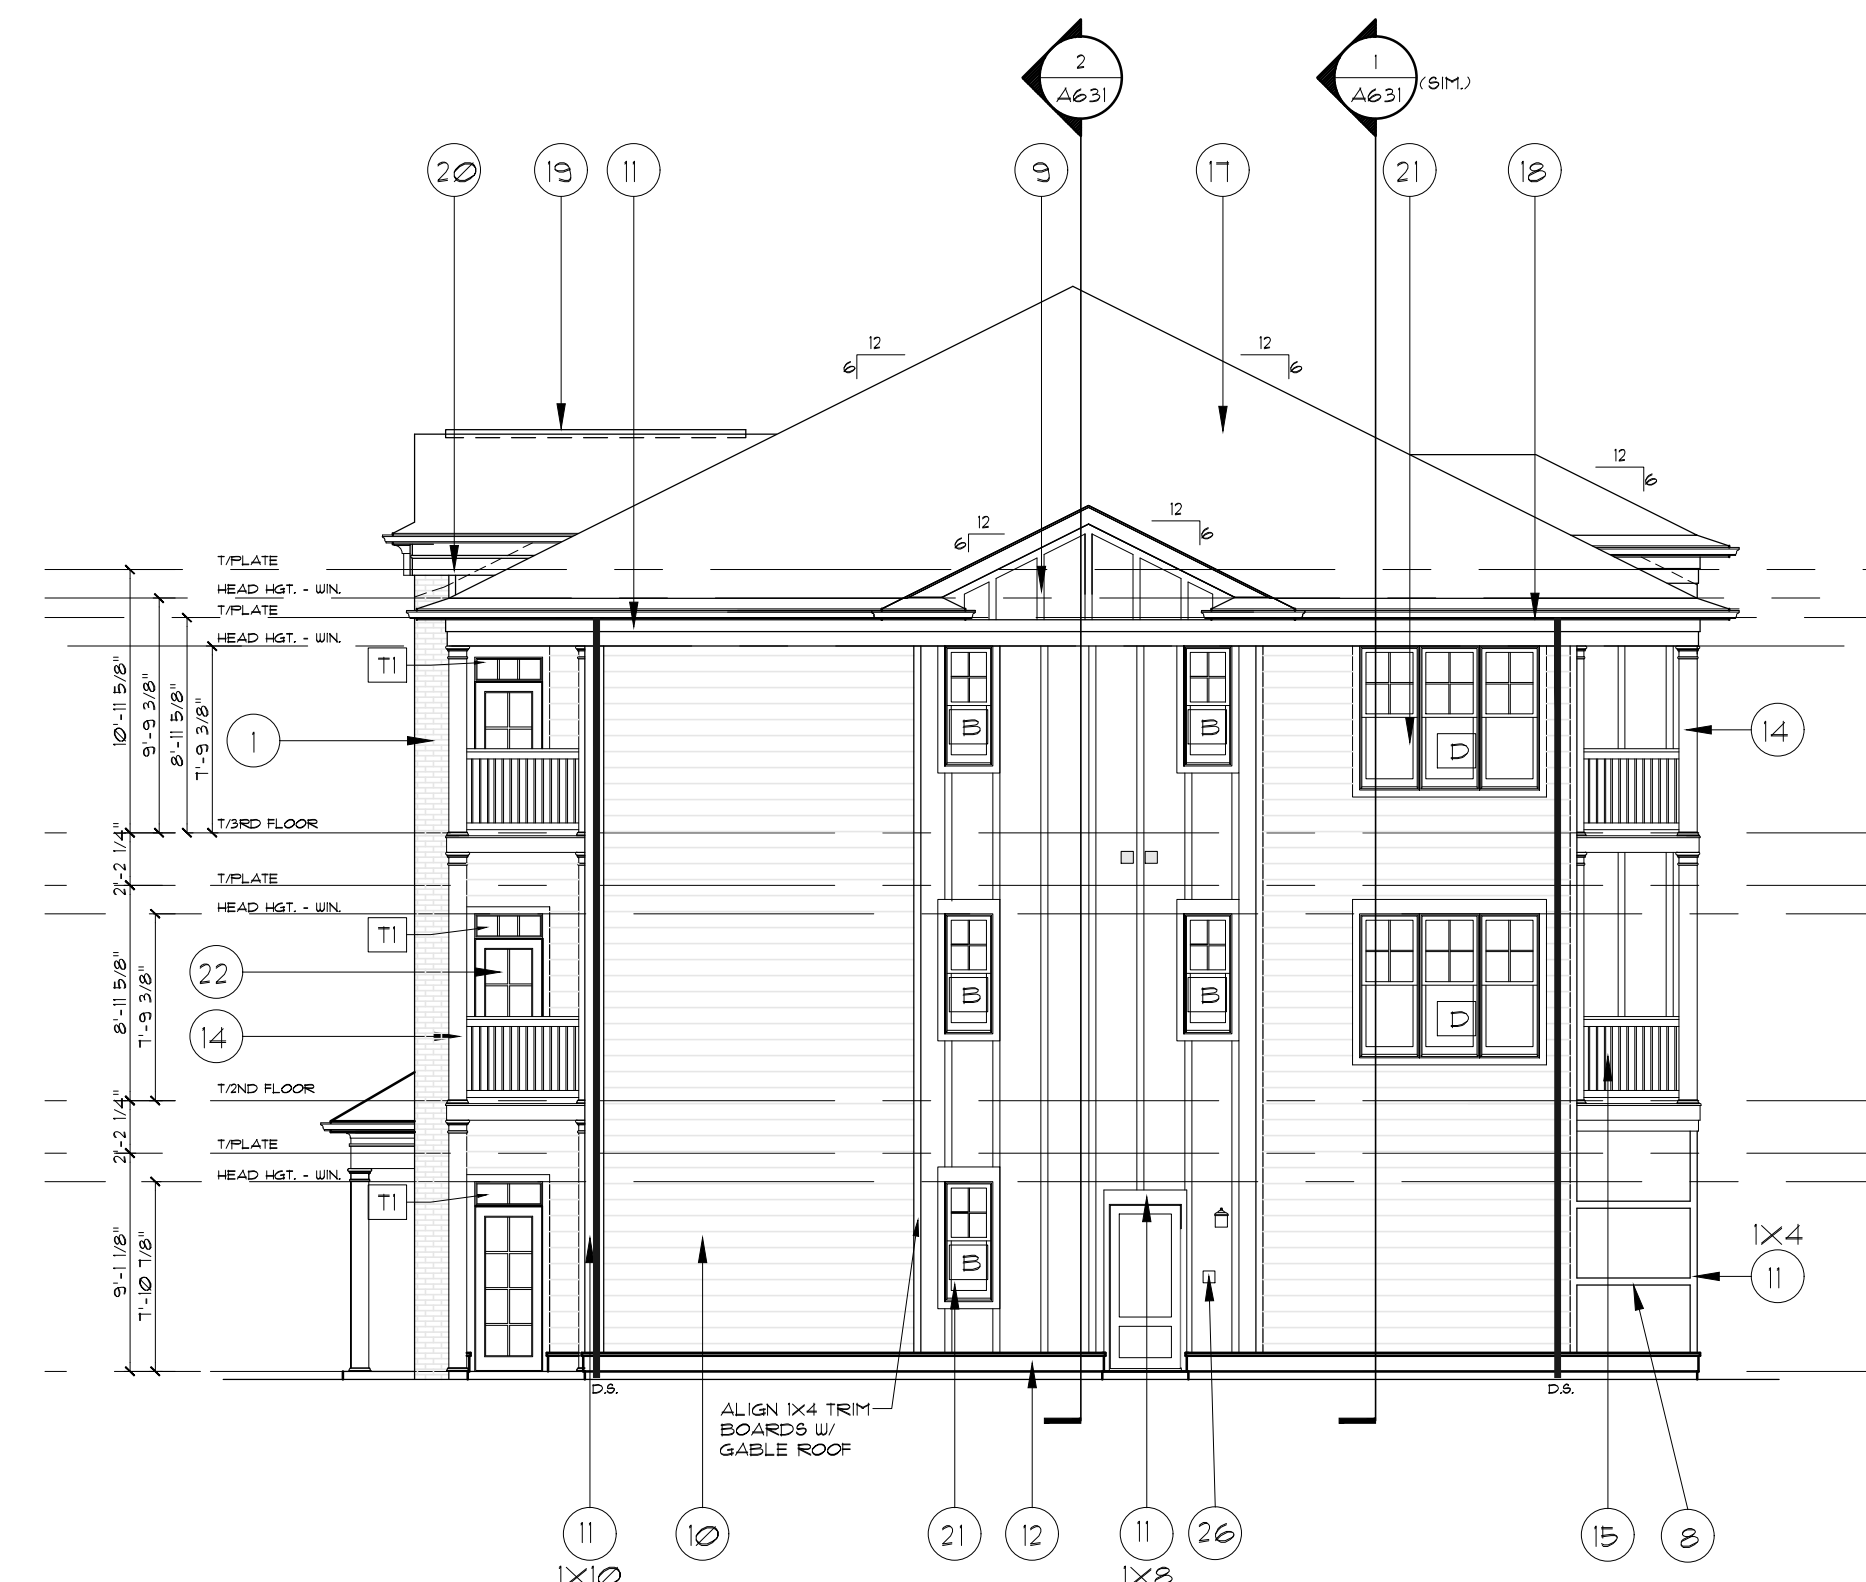 2
A631
1
A631
(SIM.)
20
19
11
9
17
21
18
12
6
12
6
12
6
12
6
12
6
T/PLATE
HEAD HGT. - WIN.
T/PLATE
HEAD HGT. - WIN.
T1
10'-11 5/8"
9'-9 3/8"
8'-11 5/8"
7'-9 3/8"
1
B
B
D
14
T/3RD FLOOR
2'-2 1/4"
T/PLATE
HEAD HGT. - WIN.
T1
22
8'-11 5/8"
7'-9 3/8"
B
B
D
14
T/2ND FLOOR
2'-2 1/4"
T/PLATE
HEAD HGT. - WIN.
T1
9'-1 1/8"
7'-10 7/8"
B
1X4
11
D.S.
D.S.
ALIGN 1X4 TRIM
BOARDS W/
GABLE ROOF
11
1X10
10
21
12
11
1X8
26
15
8